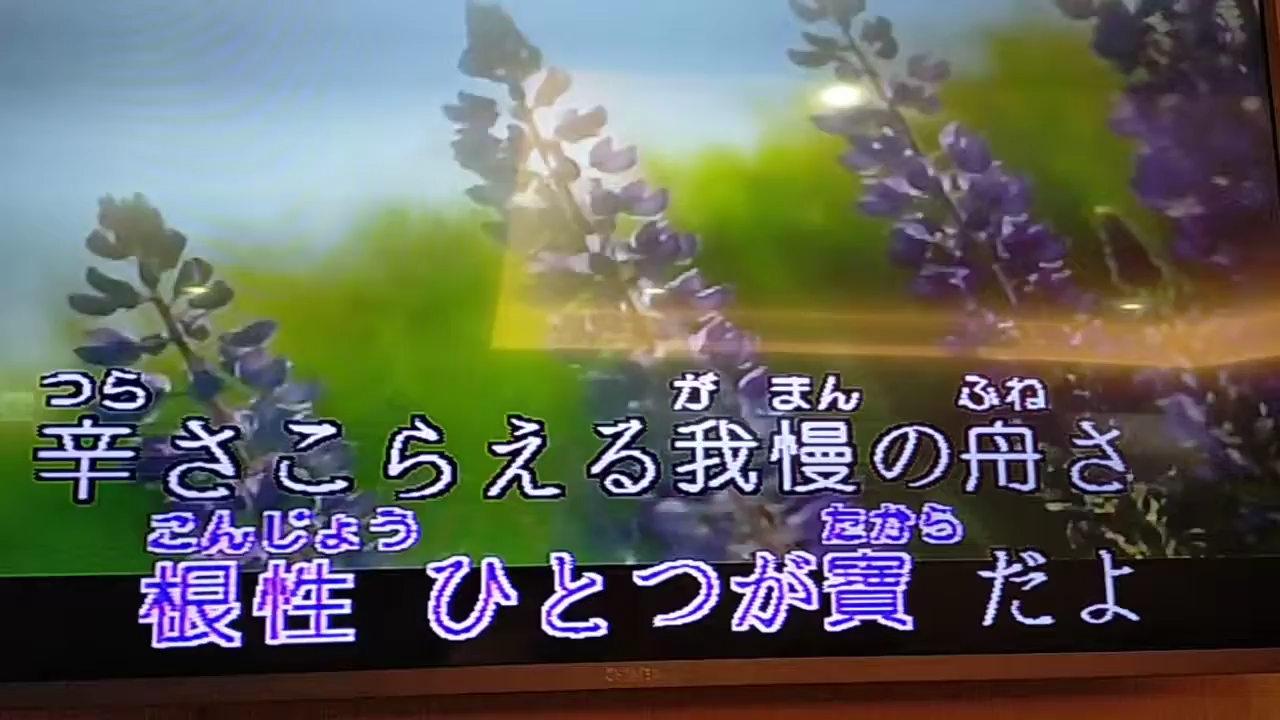 つら が まん ふね
辛さこらえる我慢の舟さ
こんじょう たから
根性 ひとつが寶 だよ